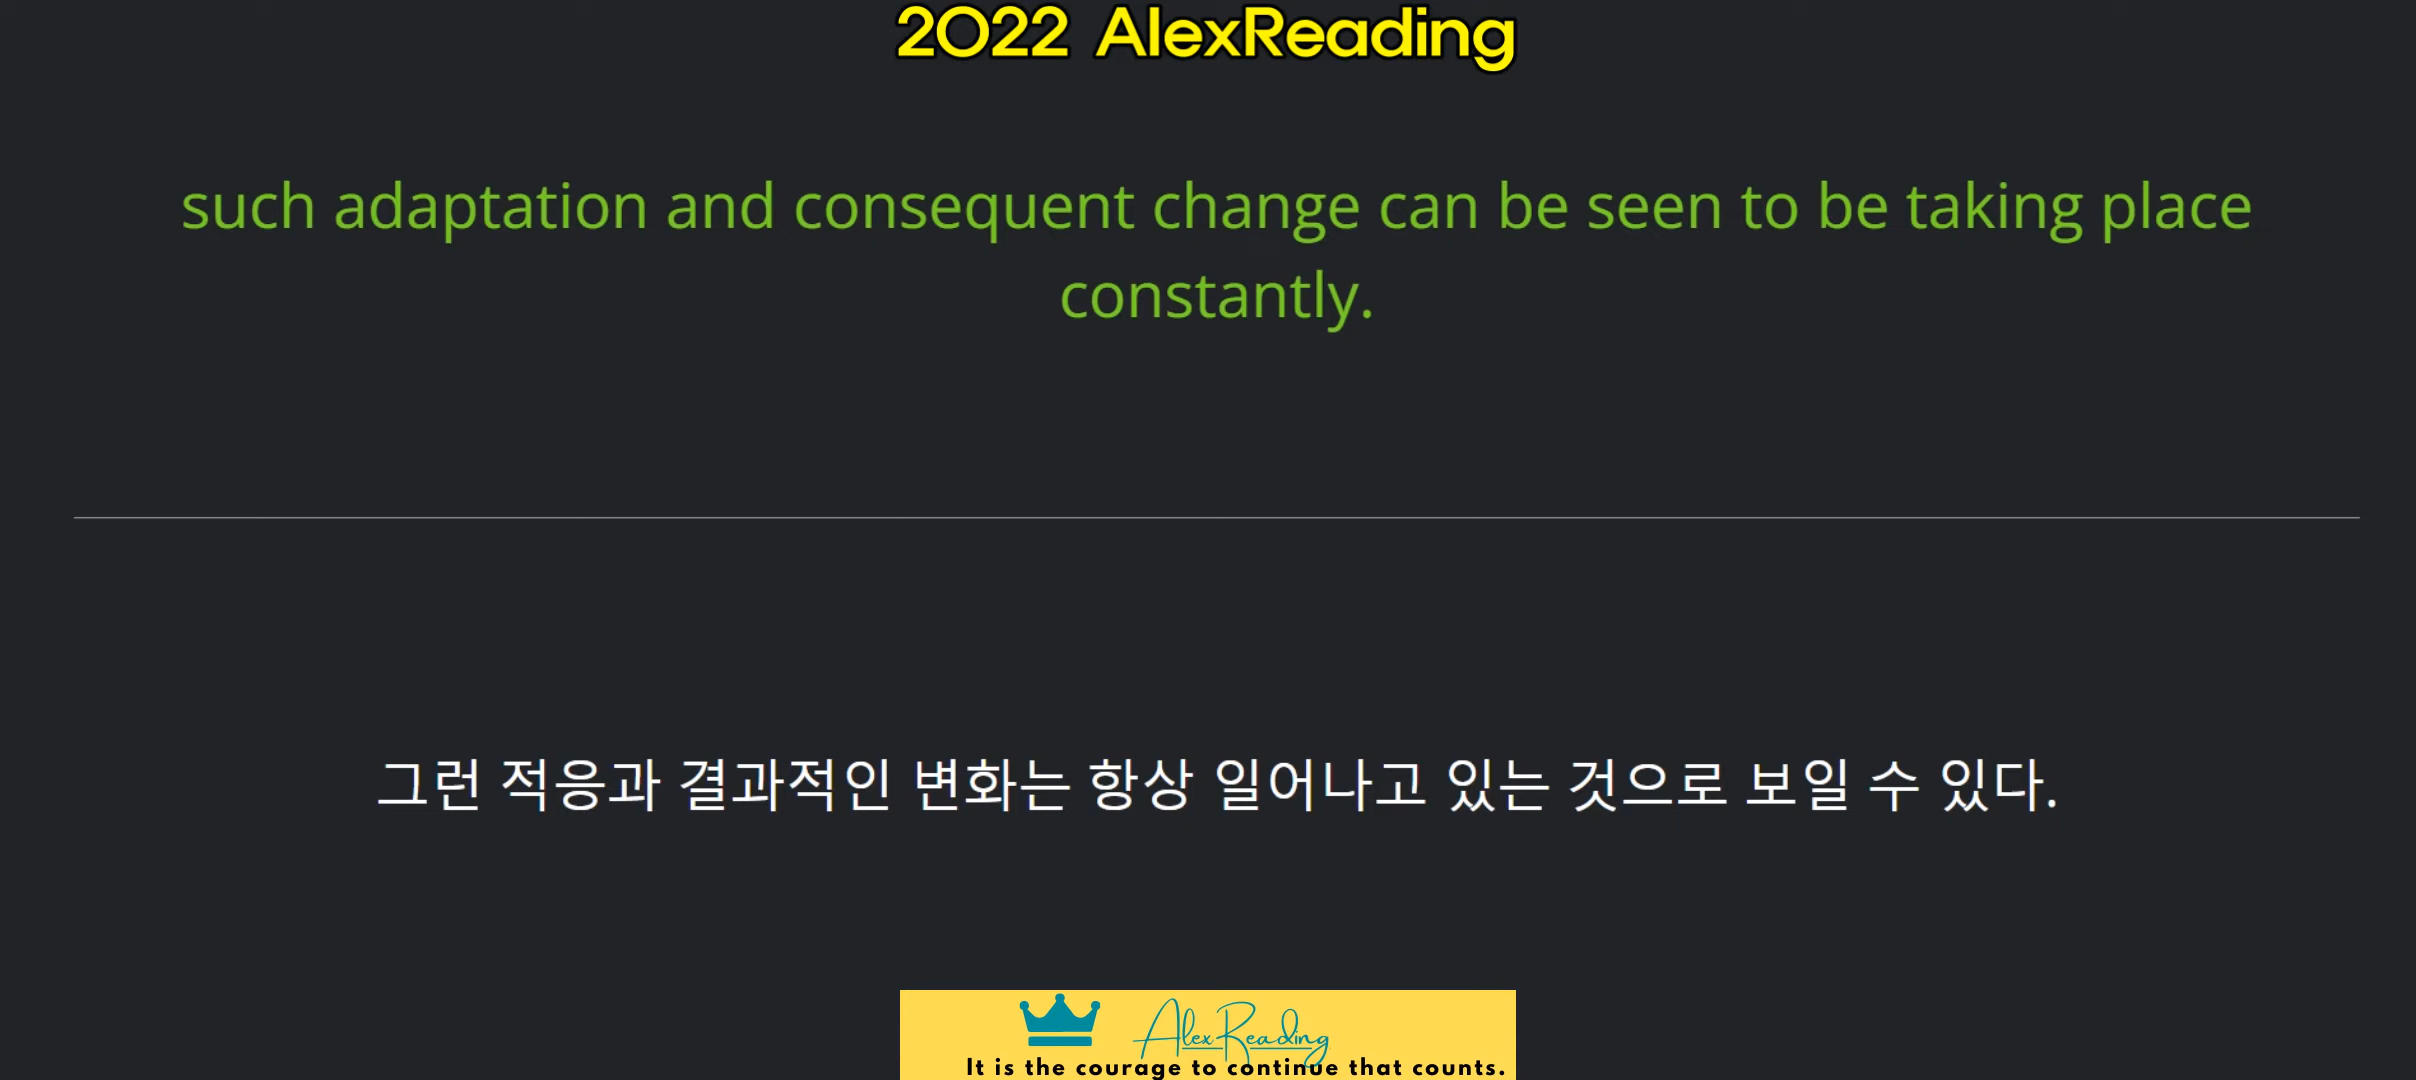 2022 AlexReading
such adaptation and consequent change can be seen to be taking place
constantly.
그런 적응과 결과적인 변화는 항상 일어나고 있는 것으로 보일 수 있다.
AlexReading
It is the courage to continue that counts.